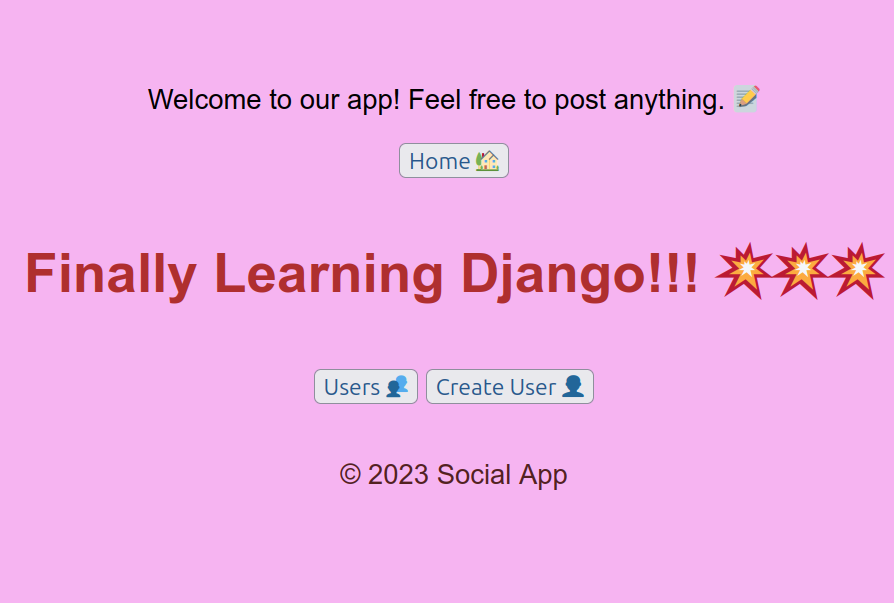 Welcome to our app! Feel free to post anything. 📝
Home 🏡
Finally Learning Django!!! 💥💥💥
Users 👥 Create User 👤
© 2023 Social App